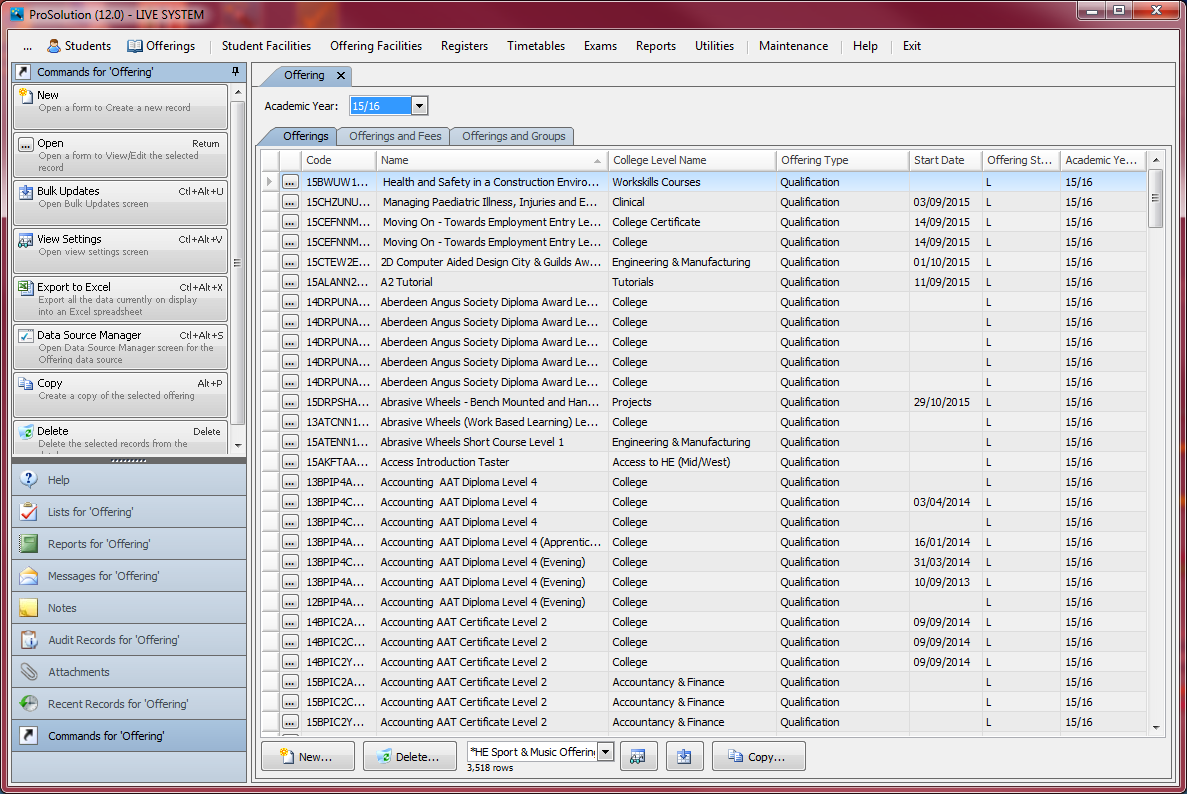 ProSolution (12.0) - LIVE SYSTEM
... Students Offerings Student Facilities Offering Facilities Registers Timetables Exams Reports Utilities Maintenance Help Exit
Commands for 'Offering'
New
Open a form to Create a new record
Open Return
Open a form to View/Edit the selected
record
Bulk Updates Ctl+Alt+U
Open Bulk Updates screen
View Settings Ctl+Alt+V
Open view settings screen
Export to Excel Ctl+Alt+X
Export all the data currently on display
into an Excel spreadsheet
Data Source Manager Ctl+Alt+S
Open Data Source Manager screen for the
Offering data source
Copy Alt+P
Create a copy of the selected offering
Delete Delete
Delete the selected records from the
Help
Lists for 'Offering'
Reports for 'Offering'
Messages for 'Offering'
Notes
Audit Records for 'Offering'
Attachments
Recent Records for 'Offering'
Commands for 'Offering'
Offering
Academic Year: 15/16
Offerings Offerings and Fees Offerings and Groups
Code Name College Level Name Offering Type Start Date Offering St... Academic Ye...
15BWUW1... Health and Safety in a Construction Enviro... Workskills Courses Qualification L 15/16
15CHZUNU... Managing Paediatric Illness, Injuries and E... Clinical Qualification 03/09/2015 L 15/16
15CEFNNM... Moving On - Towards Employment Entry Le... College Certificate Qualification 14/09/2015 L 15/16
15CEFNNM... Moving On - Towards Employment Entry Le... College Qualification 14/09/2015 L 15/16
15CTEW2E... 2D Computer Aided Design City & Guilds Aw... Engineering & Manufacturing Qualification 01/10/2015 L 15/16
15ALANN2... A2 Tutorial Tutorials Qualification 11/09/2015 L 15/16
14DRPUNA... Aberdeen Angus Society Diploma Award Le... College Qualification L 15/16
14DRPUNA... Aberdeen Angus Society Diploma Award Le... College Qualification L 15/16
14DRPUNA... Aberdeen Angus Society Diploma Award Le... College Qualification L 15/16
14DRPUNA... Aberdeen Angus Society Diploma Award Le... College Qualification L 15/16
14DRPUNA... Aberdeen Angus Society Diploma Award Le... College Qualification L 15/16
15DRPSHA... Abrasive Wheels - Bench Mounted and Han... Projects Qualification 29/10/2015 L 15/16
13ATCNN1... Abrasive Wheels (Work Based Learning) Le... College Qualification L 15/16
15ATENN1... Abrasive Wheels Short Course Level 1 Engineering & Manufacturing Qualification L 15/16
15AKFTAA... Access Introduction Taster Access to HE (Mid/West) Qualification L 15/16
13BPIP4A... Accounting AAT Diploma Level 4 College Qualification L 15/16
13BPIP4C... Accounting AAT Diploma Level 4 College Qualification 03/04/2014 L 15/16
13BPIP4C... Accounting AAT Diploma Level 4 College Qualification L 15/16
13BPIP4A... Accounting AAT Diploma Level 4 (Apprentic... College Qualification 16/01/2014 L 15/16
13BPIP4C... Accounting AAT Diploma Level 4 (Evening) College Qualification 31/03/2014 L 15/16
13BPIP4A... Accounting AAT Diploma Level 4 (Evening) College Qualification 10/09/2013 L 15/16
12BPIP4A... Accounting AAT Diploma Level 4 (Evening) College Qualification L 15/16
14BPIC2A... Accounting AAT Certificate Level 2 College Qualification 09/09/2014 L 15/16
14BPIC2C... Accounting AAT Certificate Level 2 College Qualification 09/09/2014 L 15/16
14BPIC2Y... Accounting AAT Certificate Level 2 College Qualification 09/09/2014 L 15/16
15BPIC2A... Accounting AAT Certificate Level 2 Accountancy & Finance Qualification L 15/16
15BPIC2C... Accounting AAT Certificate Level 2 Accountancy & Finance Qualification L 15/16
15BPIC2Y... Accounting AAT Certificate Level 2 Accountancy & Finance Qualification L 15/16
New... Delete... *HE Sport & Music Offering Copy...
3,518 rows